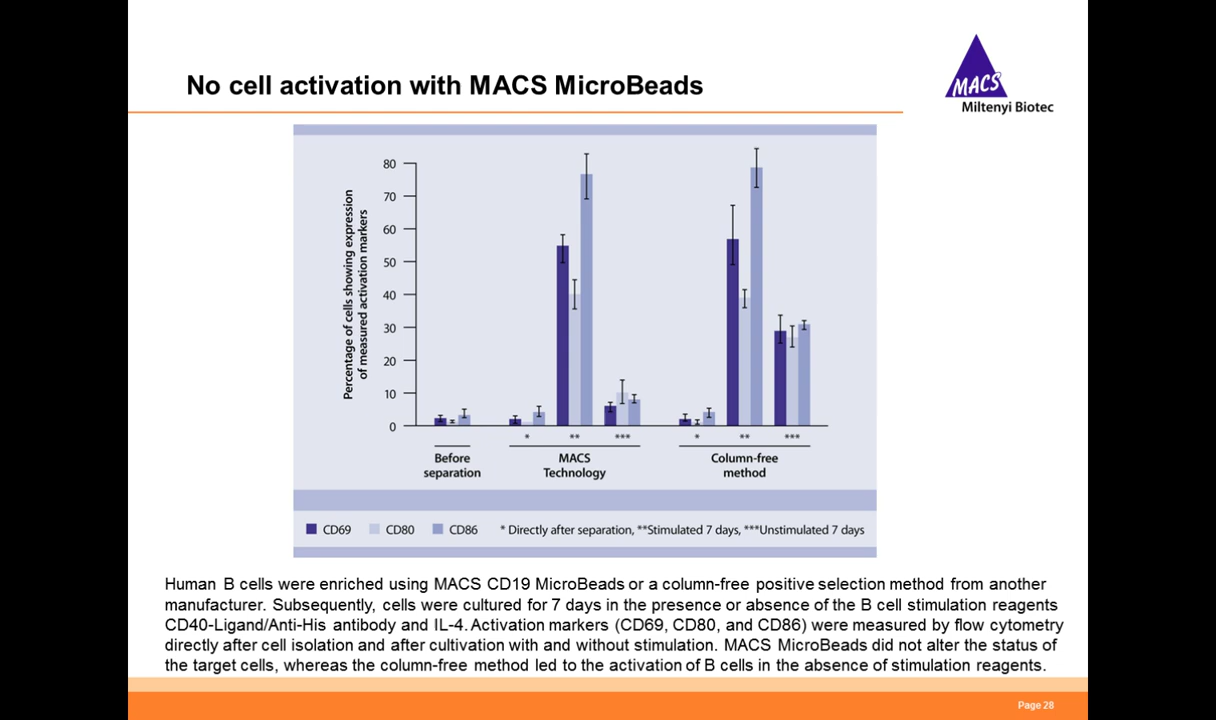 No cell activation with MACS MicroBeads
MACS
Miltenyi Biotec
Percentage of cells showing expression
of measured activation markers
80
70
60
50
40
30
20
10
0
* ** *** * ** ***
Before separation
MACS Technology
Column-free method
CD69 CD80 CD86 * Directly after separation, **Stimulated 7 days, ***Unstimulated 7 days
Human B cells were enriched using MACS CD19 MicroBeads or a column-free positive selection method from another
manufacturer. Subsequently, cells were cultured for 7 days in the presence or absence of the B cell stimulation reagents
CD40-Ligand/Anti-His antibody and IL-4. Activation markers (CD69, CD80, and CD86) were measured by flow cytometry
directly after cell isolation and after cultivation with and without stimulation. MACS MicroBeads did not alter the status of
the target cells, whereas the column-free method led to the activation of B cells in the absence of stimulation reagents.
Page 28